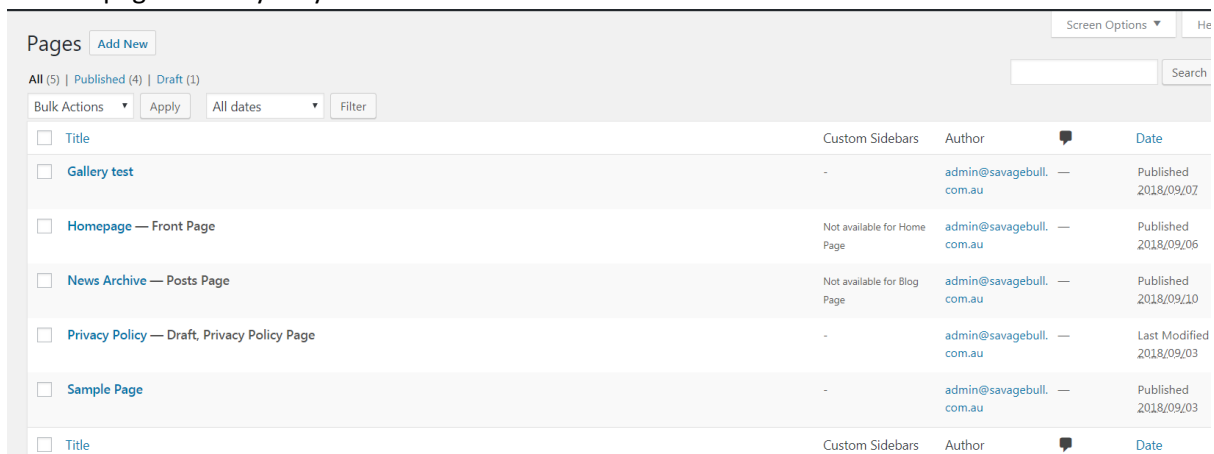 Screen Options ▼ He
Pages Add New
All (5) | Published (4) | Draft (1)
Search
Bulk Actions ▼ Apply All dates ▼ Filter
Title Custom Sidebars Author Date
Gallery test - admin@savagebull. — Published
com.au 2018/09/07
Homepage — Front Page Not available for Home admin@savagebull. — Published
Page com.au 2018/09/06
News Archive — Posts Page Not available for Blog admin@savagebull. — Published
Page com.au 2018/09/10
Privacy Policy — Draft, Privacy Policy Page - admin@savagebull. — Last Modified
com.au 2018/09/03
Sample Page - admin@savagebull. — Published
com.au 2018/09/03
Title Custom Sidebars Author Date